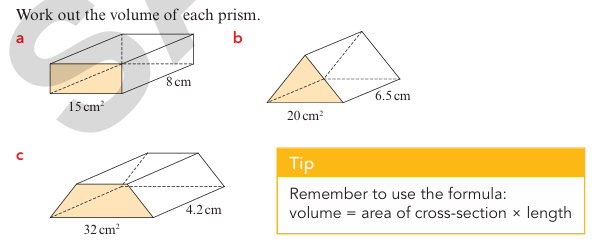 Work out the volume of each prism.
a
8 cm
15 cm²
b
6.5 cm
20 cm²
c
4.2 cm
32 cm²
Tip
Remember to use the formula:
volume = area of cross-section × length